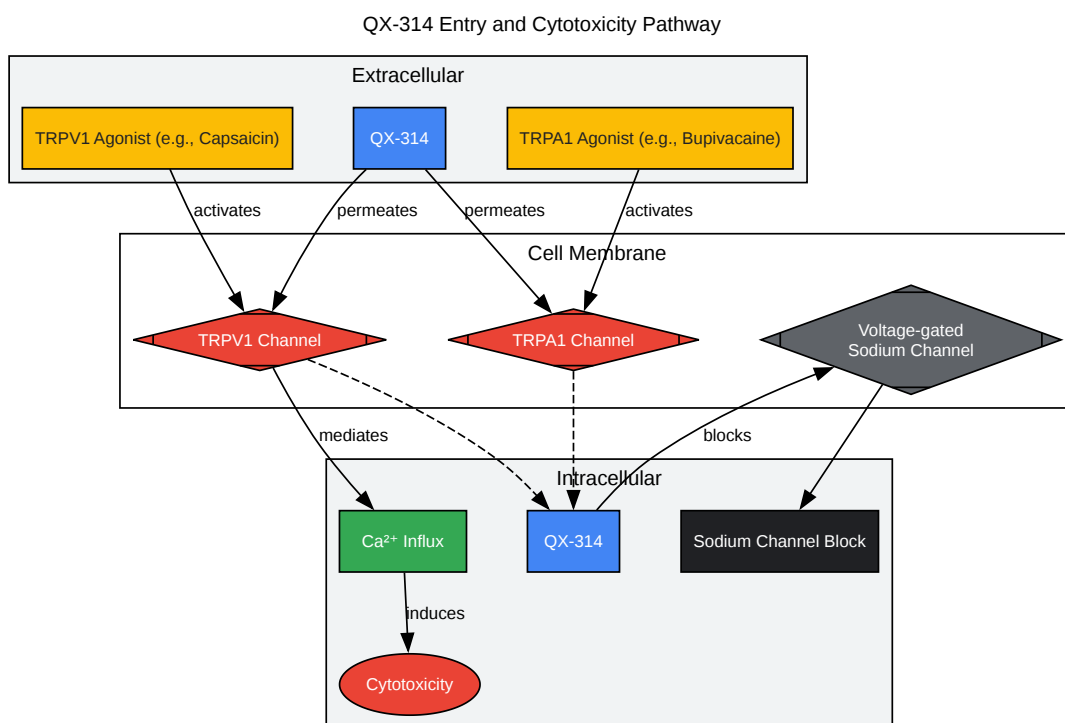 QX-314 Entry and Cytotoxicity Pathway
Extracellular
TRPV1 Agonist (e.g., Capsaicin)
QX-314
TRPA1 Agonist (e.g., Bupivacaine)
activates
permeates
permeates
activates
Cell Membrane
TRPV1 Channel
TRPA1 Channel
Voltage-gated
Sodium Channel
mediates
blocks
Intracellular
Ca²⁺ Influx
QX-314
Sodium Channel Block
induces
Cytotoxicity